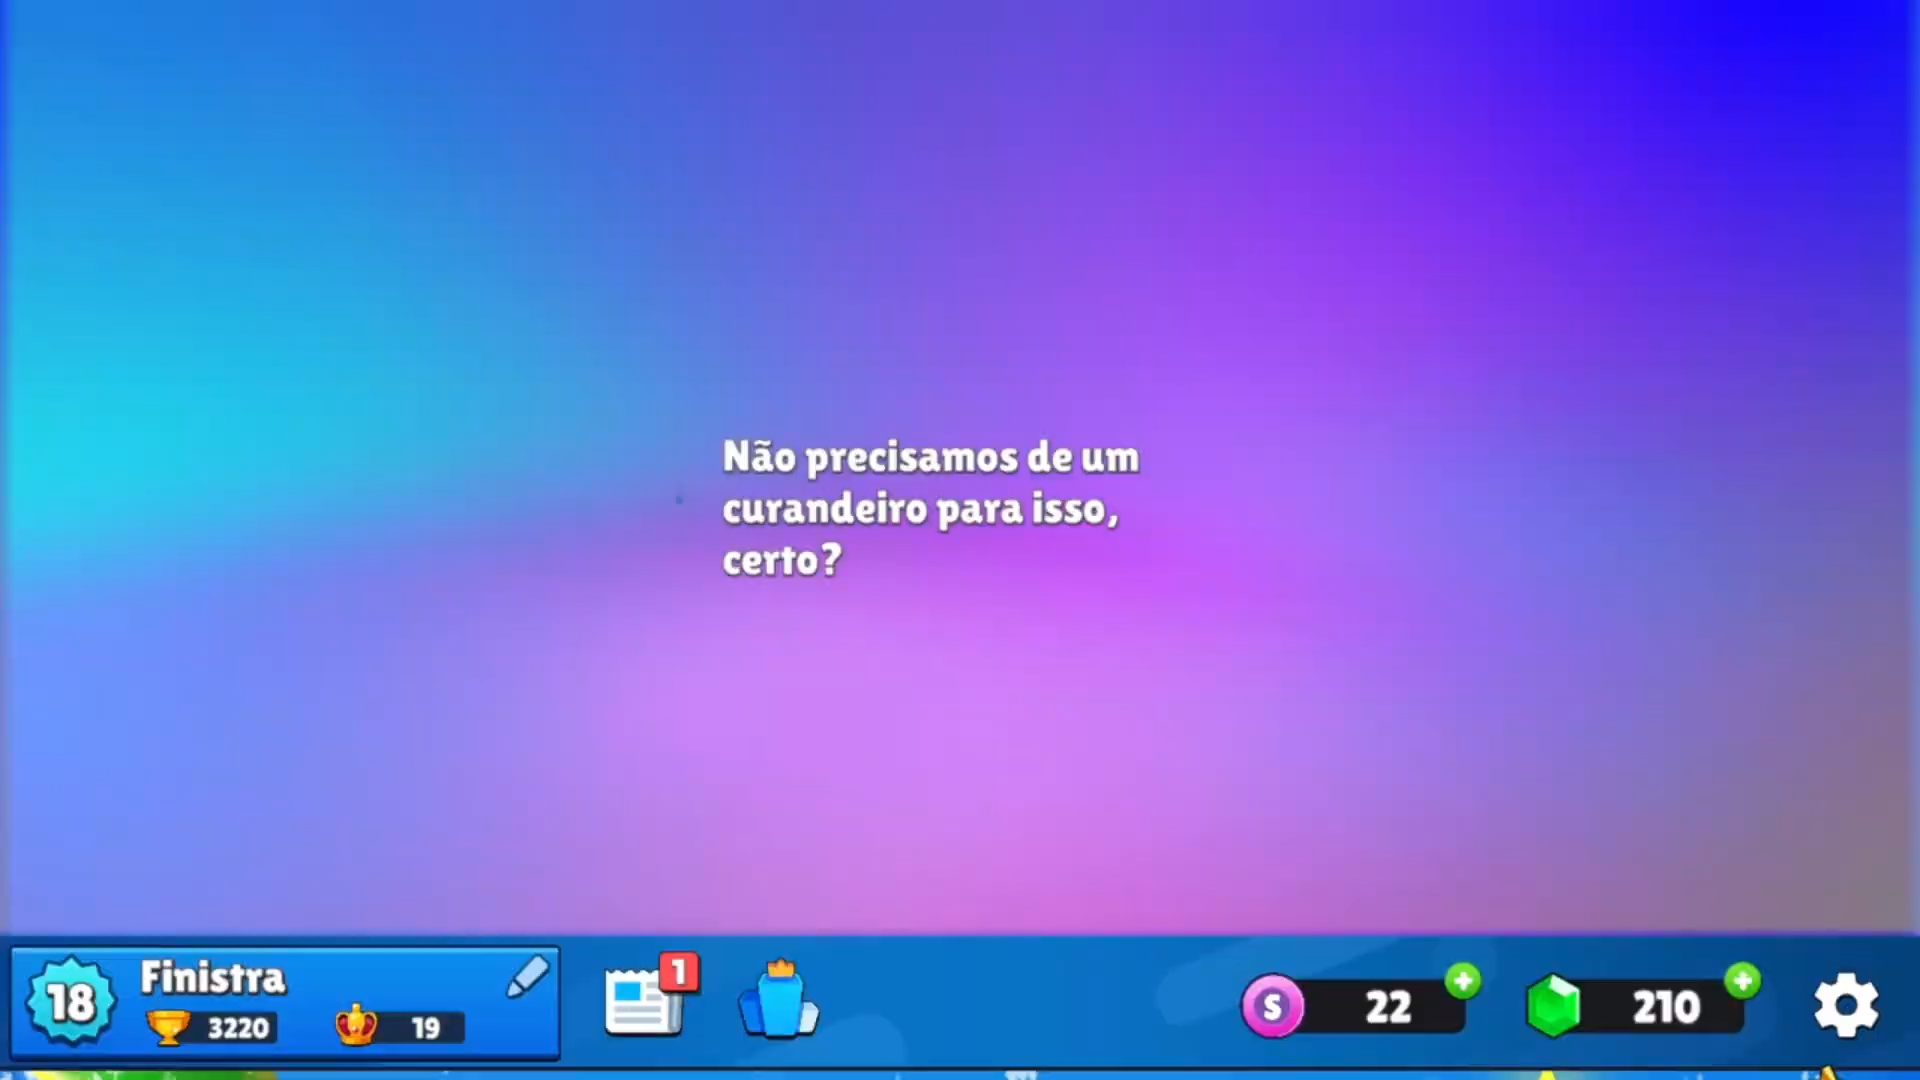 Não precisamos de um
curandeiro para isso,
certo?
18
Finistra
3220
19
1
S
22
210